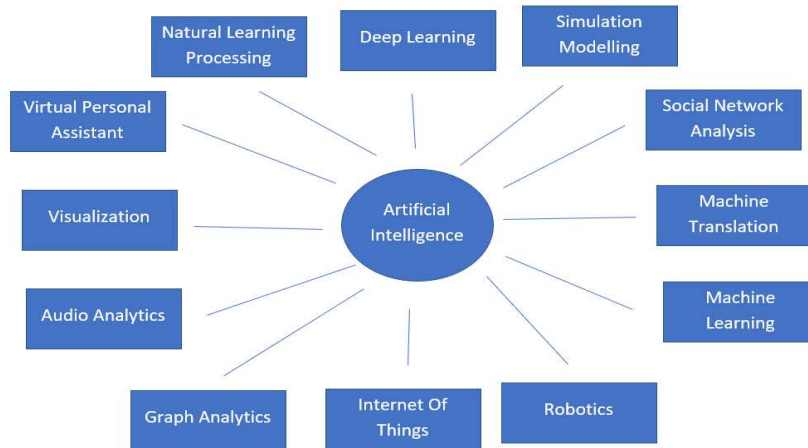 Natural Learning
Processing
Deep Learning
Simulation
Modelling
Virtual Personal
Assistant
Social Network
Analysis
Visualization
Artificial
Intelligence
Machine
Translation
Audio Analytics
Machine
Learning
Graph Analytics
Internet Of
Things
Robotics